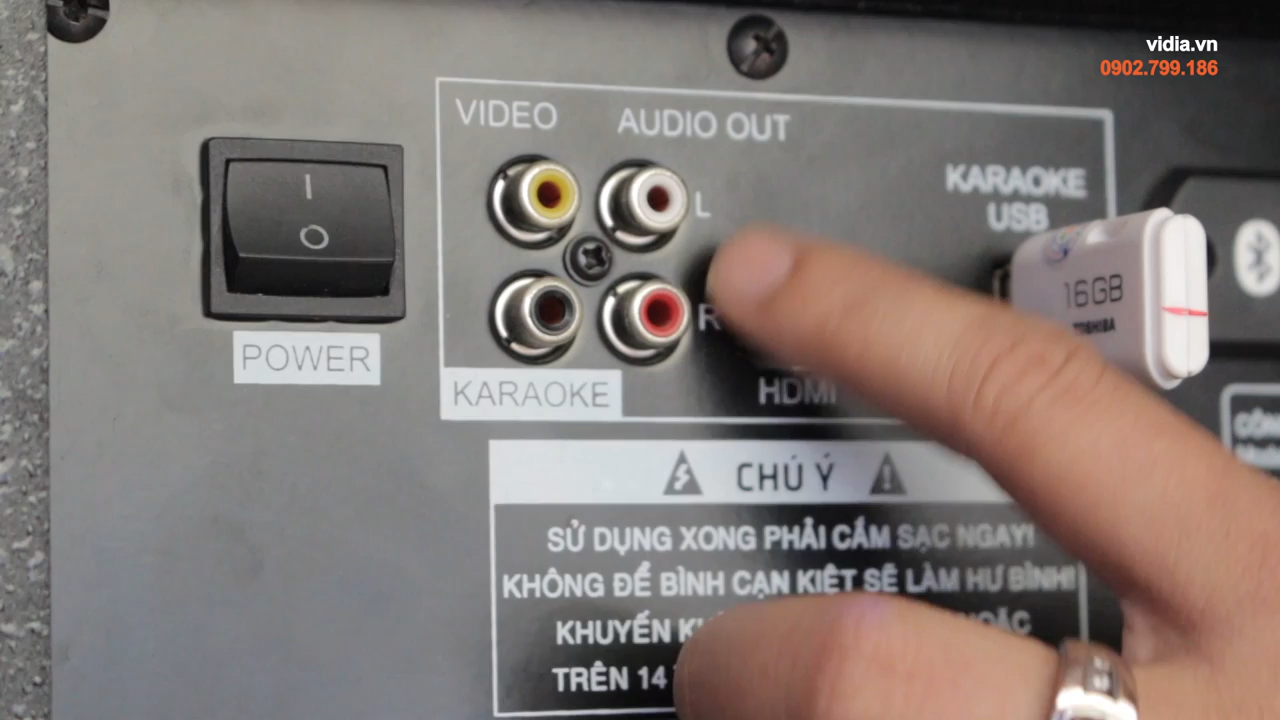 vidia.vn
0902.799.186
VIDEO
AUDIO OUT
KARAOKE
USB
I
O
L
R
16GB
TOSHIBA
POWER
KARAOKE
HDMI
CHÚ Ý
SỬ DỤNG XONG PHẢI CẮM SẠC NGAY!
KHÔNG ĐỂ BÌNH CẠN KIỆT SẼ LÀM HƯ BÌNH!
KHUYẾN HOẶC
TRÊN 14